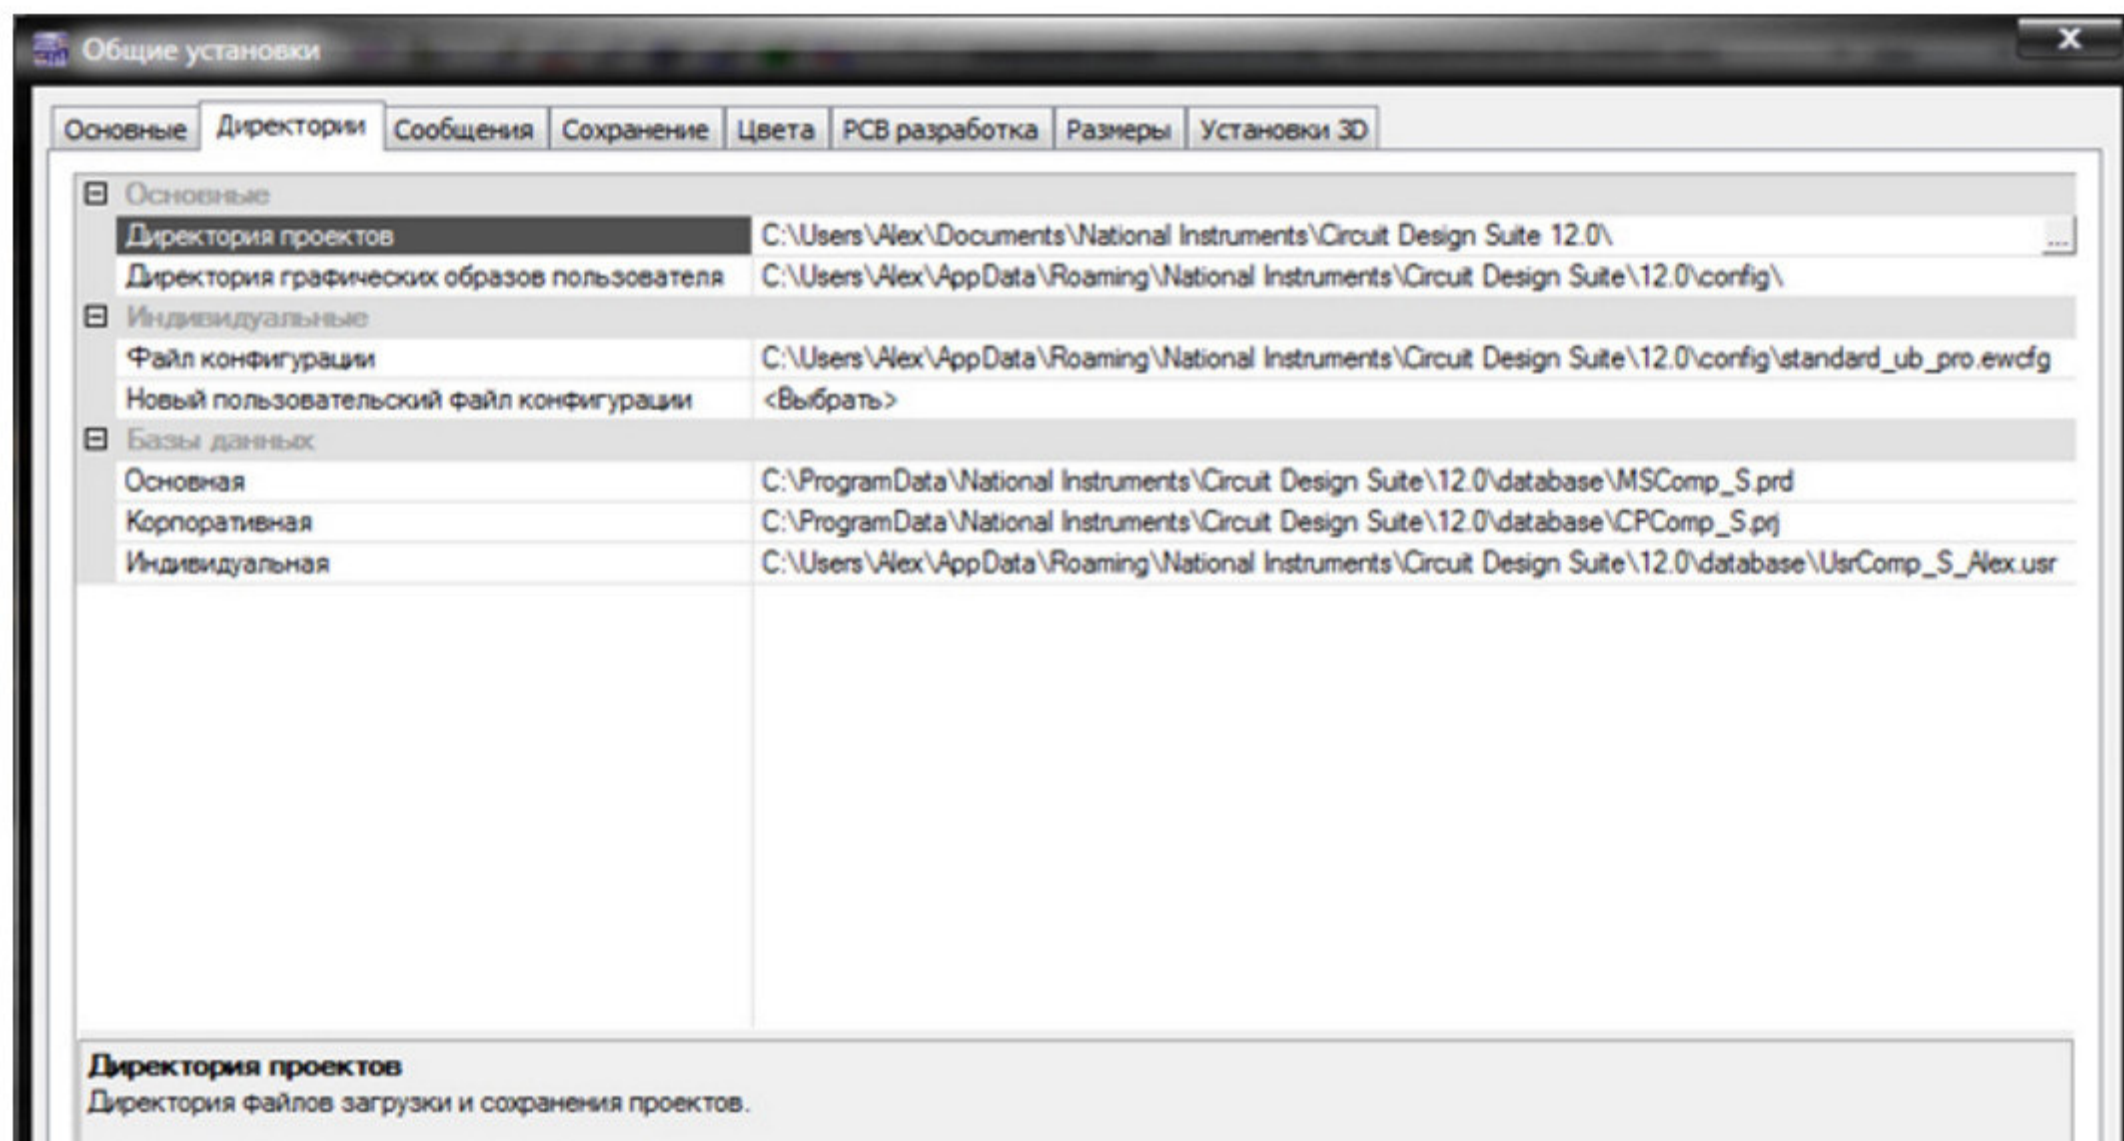 Общие установки
Основные Директории Сообщения Сохранение Цвета PCB разработка Размеры Установки 3D
Основные
Директория проектов C:\Users\Alex\Documents\National Instruments\Circuit Design Suite 12.0\ ...
Директория графических образов пользователя C:\Users\Alex\AppData\Roaming\National Instruments\Circuit Design Suite\12.0\config\
Индивидуальные
Файл конфигурации C:\Users\Alex\AppData\Roaming\National Instruments\Circuit Design Suite\12.0\config\standard_ub_pro.ewcfg
Новый пользовательский файл конфигурации <Выбрать>
Базы данных
Основная C:\ProgramData\National Instruments\Circuit Design Suite\12.0\database\MSComp_S.prd
Корпоративная C:\ProgramData\National Instruments\Circuit Design Suite\12.0\database\CPComp_S.prj
Индивидуальная C:\Users\Alex\AppData\Roaming\National Instruments\Circuit Design Suite\12.0\database\UsrComp_S_Alex.usr
Директория проектов
Директория файлов загрузки и сохранения проектов.